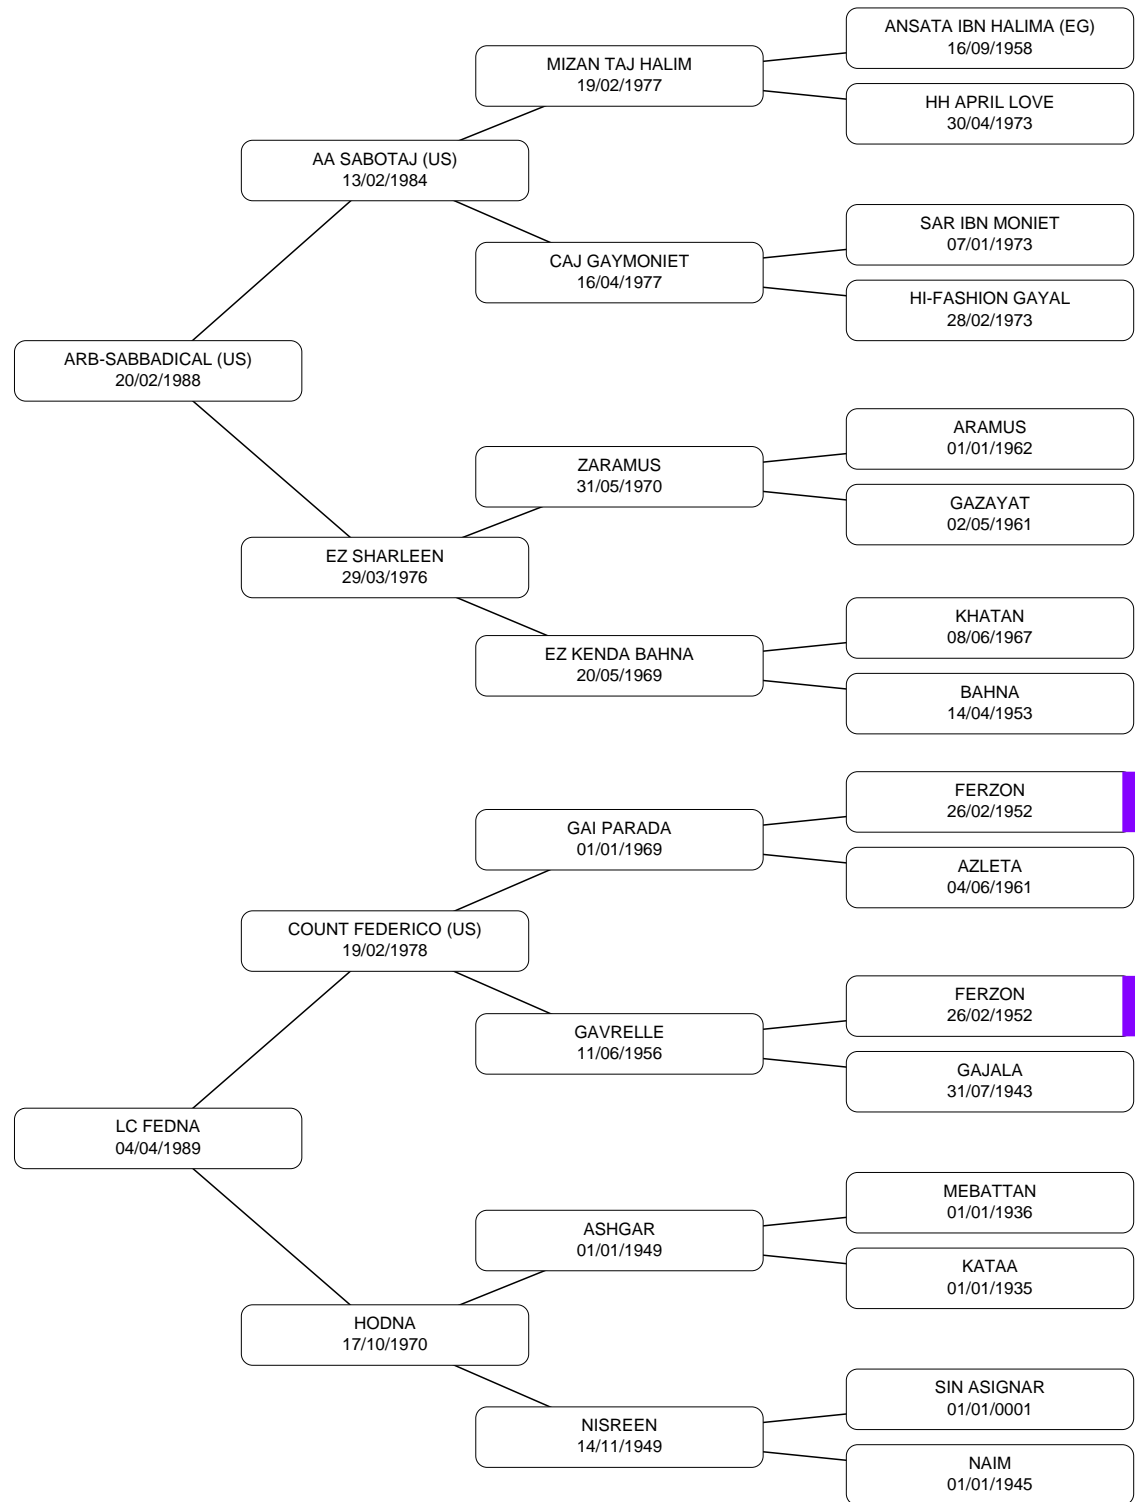 ANSATA IBN HALIMA (EG)
16/09/1958
MIZAN TAJ HALIM
19/02/1977
HH APRIL LOVE
30/04/1973
AA SABOTAJ (US)
13/02/1984
SAR IBN MONIET
07/01/1973
CAJ GAYMONIET
16/04/1977
HI-FASHION GAYAL
28/02/1973
ARB-SABBADICAL (US)
20/02/1988
ARAMUS
01/01/1962
ZARAMUS
31/05/1970
GAZAYAT
02/05/1961
EZ SHARLEEN
29/03/1976
KHATAN
08/06/1967
EZ KENDA BAHNA
20/05/1969
BAHNA
14/04/1953
FERZON
26/02/1952
GAI PARADA
01/01/1969
AZLETA
04/06/1961
COUNT FEDERICO (US)
19/02/1978
FERZON
26/02/1952
GAVRELLE
11/06/1956
GAJALA
31/07/1943
LC FEDNA
04/04/1989
MEBATTAN
01/01/1936
ASHGAR
01/01/1949
KATAA
01/01/1935
HODNA
17/10/1970
SIN ASIGNAR
01/01/0001
NISREEN
14/11/1949
NAIM
01/01/1945